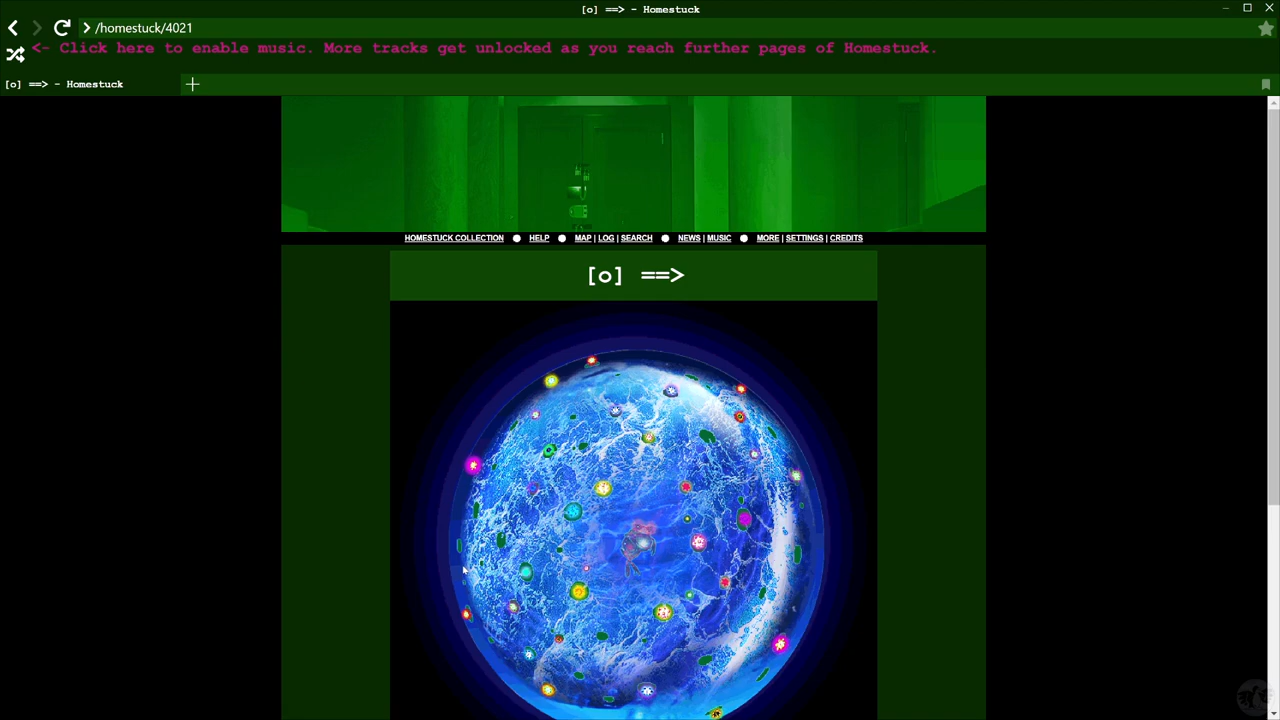 [o] ==> - Homestuck
/homestuck/4021
<- Click here to enable music. More tracks get unlocked as you reach further pages of Homestuck.
[o] ==> - Homestuck
HOMESTUCK COLLECTION HELP MAP | LOG | SEARCH NEWS | MUSIC MORE | SETTINGS | CREDITS
[o] ==>